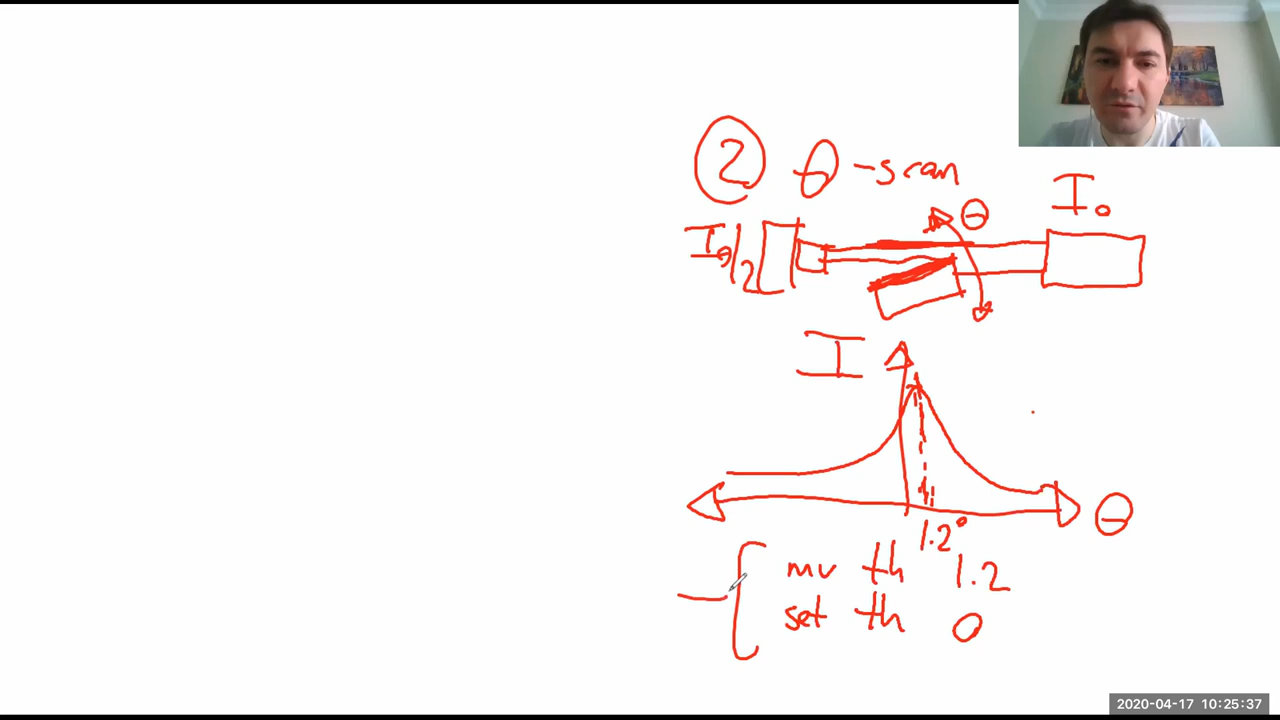 ② θ-scan
I₀
θ
I₀/2
I
θ
1.2°
mv th 1.2
set th 0
2020-04-17 10:25:37